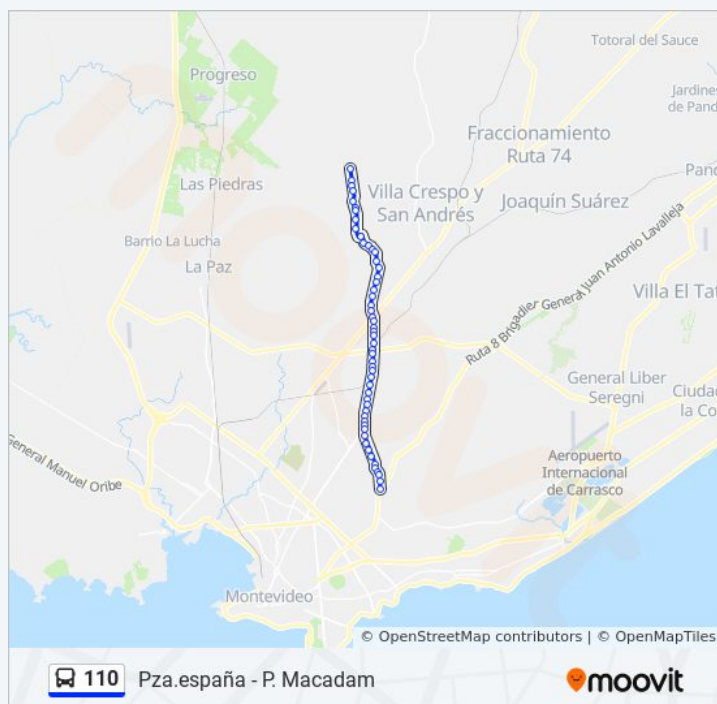 Totoral del Sauce
Progreso
Jardines
de Pand
Fraccionamiento
Ruta 74
Pand
Las Piedras
Villa Crespo y
San Andrés
Joaquín Suárez
Barrio La Lucha
La Paz
Ruta 8 Brigadier General Juan Antonio Lavalleja
Villa El Tat
General Liber
Seregni
Ciudad
la Co
General Manuel Oribe
Aeropuerto
Internacional
de Carrasco
Montevideo
© OpenStreetMap contributors | © OpenMapTiles
110 Pza.españa - P. Macadam
moovit